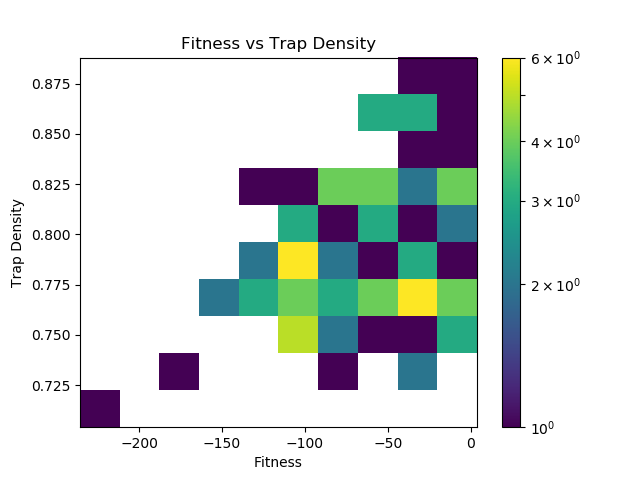 Fitness vs Trap Density
Trap Density
0.875
0.850
0.825
0.800
0.775
0.750
0.725
−200
−150
−100
−50
0
Fitness
6 × 10⁰
4 × 10⁰
3 × 10⁰
2 × 10⁰
10⁰